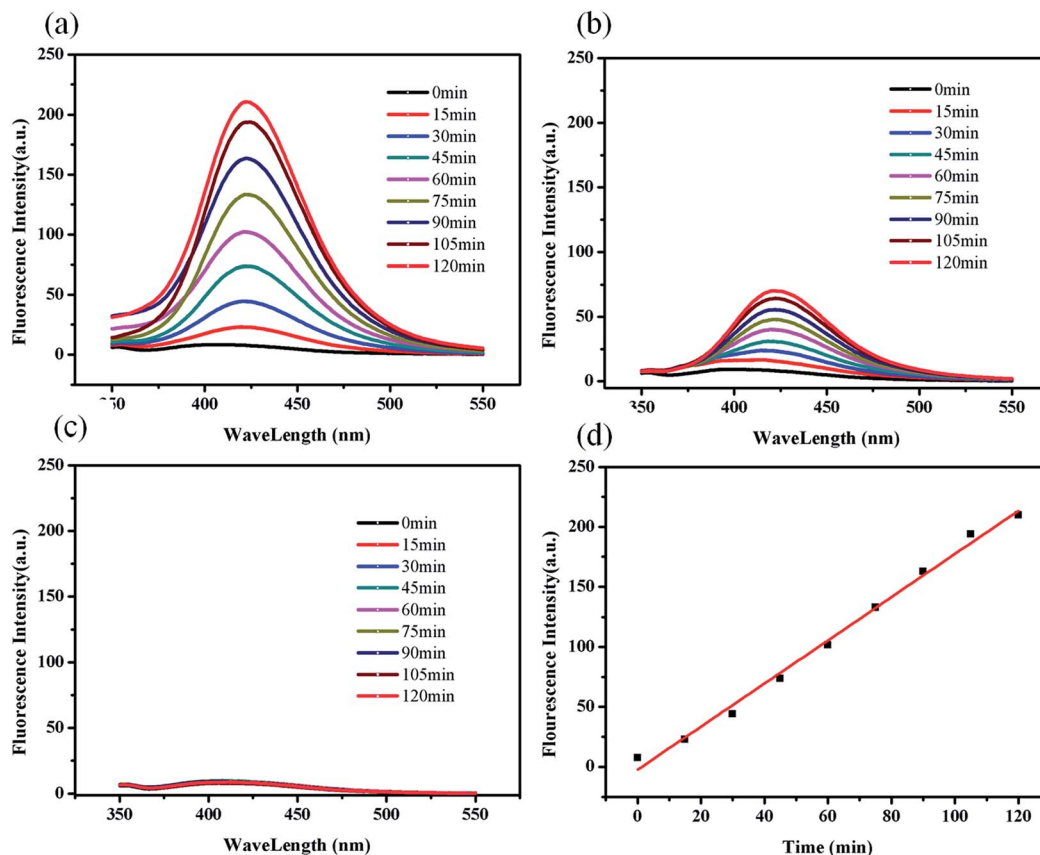 (a)
250
200
150
100
50
0
Fluorescence Intensity(a.u.)
0min
15min
30min
45min
60min
75min
90min
105min
120min
400
450
500
550
WaveLength (nm)
(b)
250
200
150
100
50
0
Fluorescence Intensity(a.u.)
0min
15min
30min
45min
60min
75min
90min
105min
120min
350
400
450
500
550
WaveLength (nm)
(c)
250
200
150
100
50
0
Fluorescence Intensity(a.u.)
0min
15min
30min
45min
60min
75min
90min
105min
120min
350
400
450
500
550
WaveLength (nm)
(d)
250
200
150
100
50
0
Flourescence Intensity(a.u.)
0
20
40
60
80
100
120
Time (min)